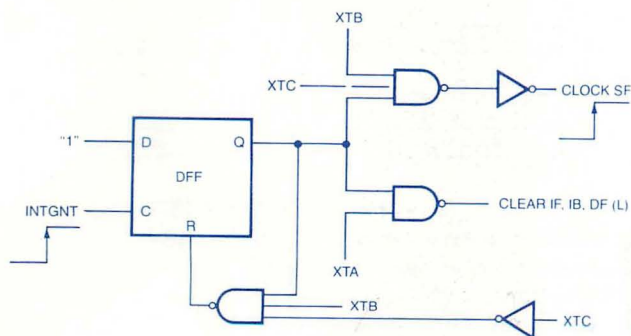 XTB
XTC
CLOCK SF
"1"
D
Q
DFF
INTGNT
C
R
CLEAR IF, IB, DF (L)
XTA
XTB
XTC